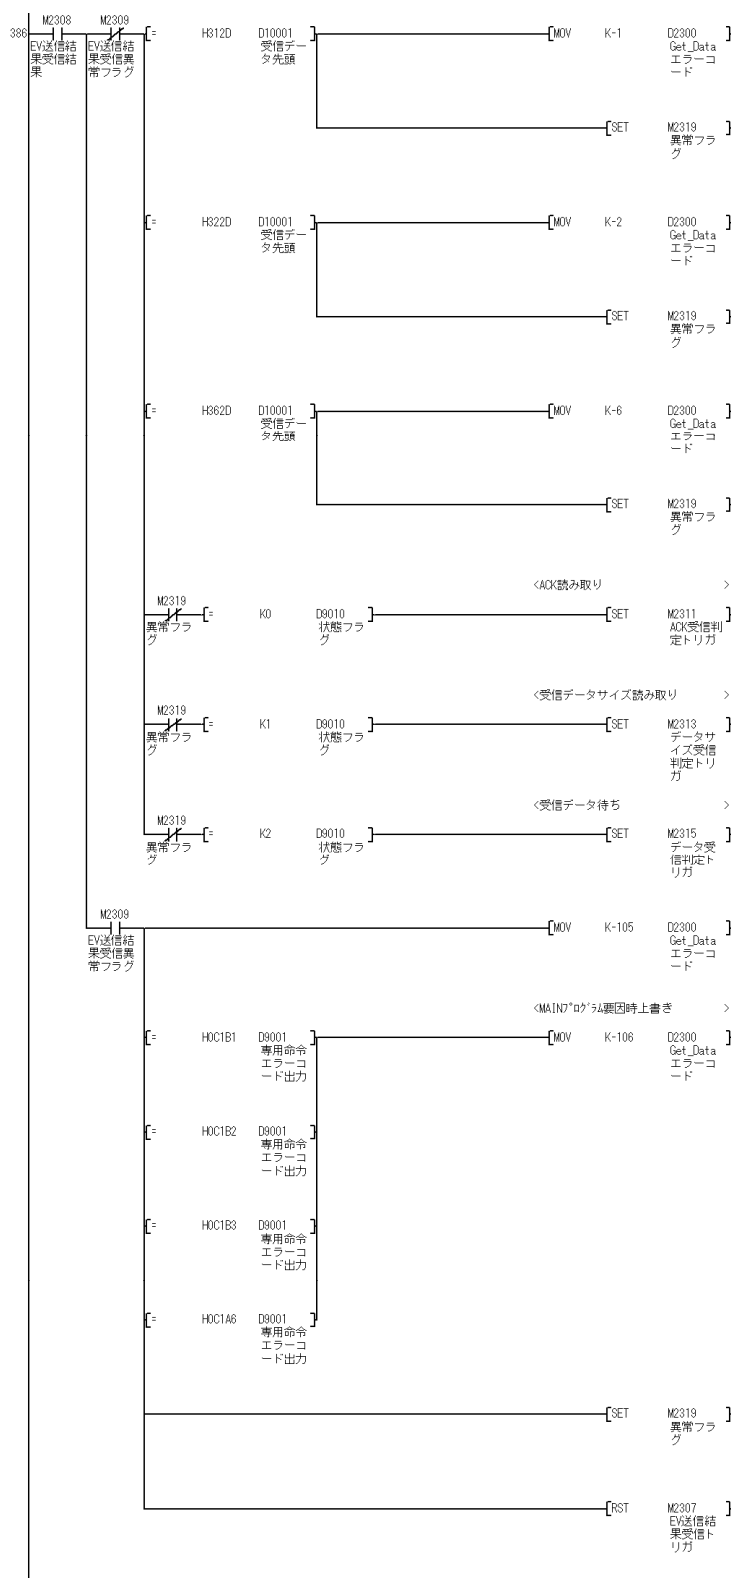 M2308 M2309
386 [= H312D D10001 ] [MOV K-1 D2300 ]
EV送信結 EV送信結 受信デー Get_Data
果受信結 果受信異 タ先頭 エラーコ
果 常フラグ ード
[SET M2319 ]
異常フラ
グ
[= H322D D10001 ] [MOV K-2 D2300 ]
受信デー Get_Data
タ先頭 エラーコ
ード
[SET M2319 ]
異常フラ
グ
[= H362D D10001 ] [MOV K-6 D2300 ]
受信デー Get_Data
タ先頭 エラーコ
ード
[SET M2319 ]
異常フラ
グ
<ACK読み取り >
M2319
[= K0 D9010 ] [SET M2311 ]
異常フラ 状態フラ ACK受信判
グ グ 定トリガ
<受信データサイズ読み取り >
M2319
[= K1 D9010 ] [SET M2313 ]
異常フラ 状態フラ データサ
グ グ イズ受信
判定トリ
ガ
<受信データ待ち >
M2319
[= K2 D9010 ] [SET M2315 ]
異常フラ 状態フラ データ受
グ グ 信判定ト
リガ
M2309
[MOV K-105 D2300 ]
EV送信結 Get_Data
果受信異 エラーコ
常フラグ ード
<MAINﾌﾟﾛｸﾞﾗﾑ要因時上書き >
[= H0C1B1 D9001 ] [MOV K-106 D2300 ]
専用命令 Get_Data
エラーコ エラーコ
ード出力 ード
[= H0C1B2 D9001 ]
専用命令
エラーコ
ード出力
[= H0C1B3 D9001 ]
専用命令
エラーコ
ード出力
[= H0C1A6 D9001 ]
専用命令
エラーコ
ード出力
[SET M2319 ]
異常フラ
グ
[RST M2307 ]
EV送信結
果受信ト
リガ